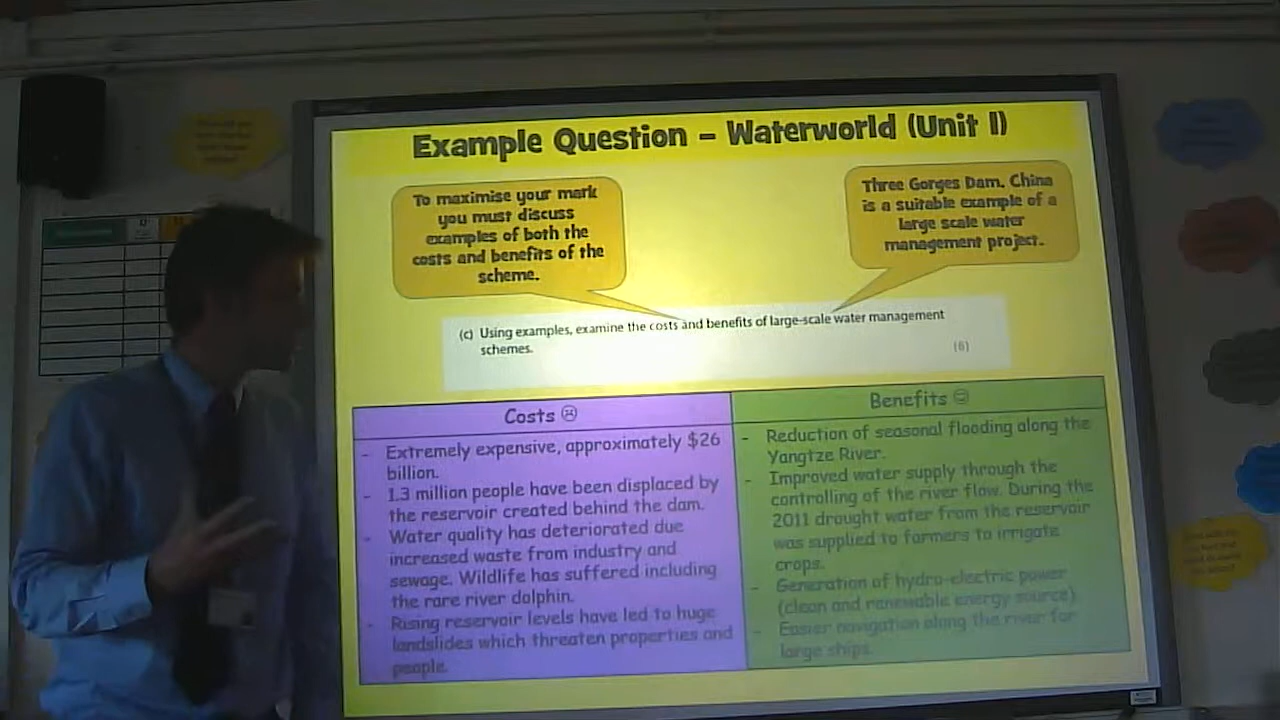 Example Question – Waterworld (Unit 1)
To maximise your mark
you must discuss
examples of both the
costs and benefits of the
scheme.
Three Gorges Dam, China
is a suitable example of a
large scale water
management project.
(c) Using examples, examine the costs and benefits of large-scale water management
schemes.
(6)
Costs ☹
- Extremely expensive, approximately $26
billion.
- 1.3 million people have been displaced by
the reservoir created behind the dam.
- Water quality has deteriorated due
increased waste from industry and
sewage. Wildlife has suffered including
the rare river dolphin.
- Rising reservoir levels have led to huge
landslides which threaten properties and
people.
Benefits ☺
- Reduction of seasonal flooding along the
Yangtze River.
- Improved water supply through the
controlling of the river flow. During the
2011 drought water from the reservoir
was supplied to farmers to irrigate
crops.
- Generation of hydro-electric power
(clean and renewable energy source)
- Easier navigation along the river for
large ships.